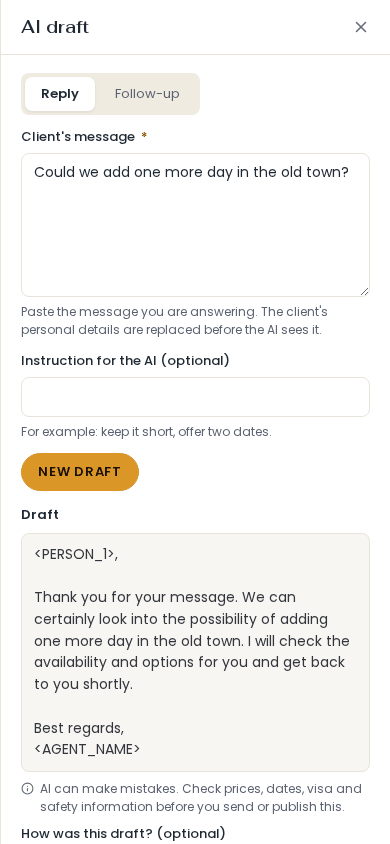 AI draft
Reply
Follow-up
Client's message *
Could we add one more day in the old town?
Paste the message you are answering. The client's
personal details are replaced before the AI sees it.
Instruction for the AI (optional)
For example: keep it short, offer two dates.
NEW DRAFT
Draft
<PERSON_1>,
Thank you for your message. We can
certainly look into the possibility of adding
one more day in the old town. I will check the
availability and options for you and get back
to you shortly.
Best regards,
<AGENT_NAME>
AI can make mistakes. Check prices, dates, visa and
safety information before you send or publish this.
How was this draft? (optional)